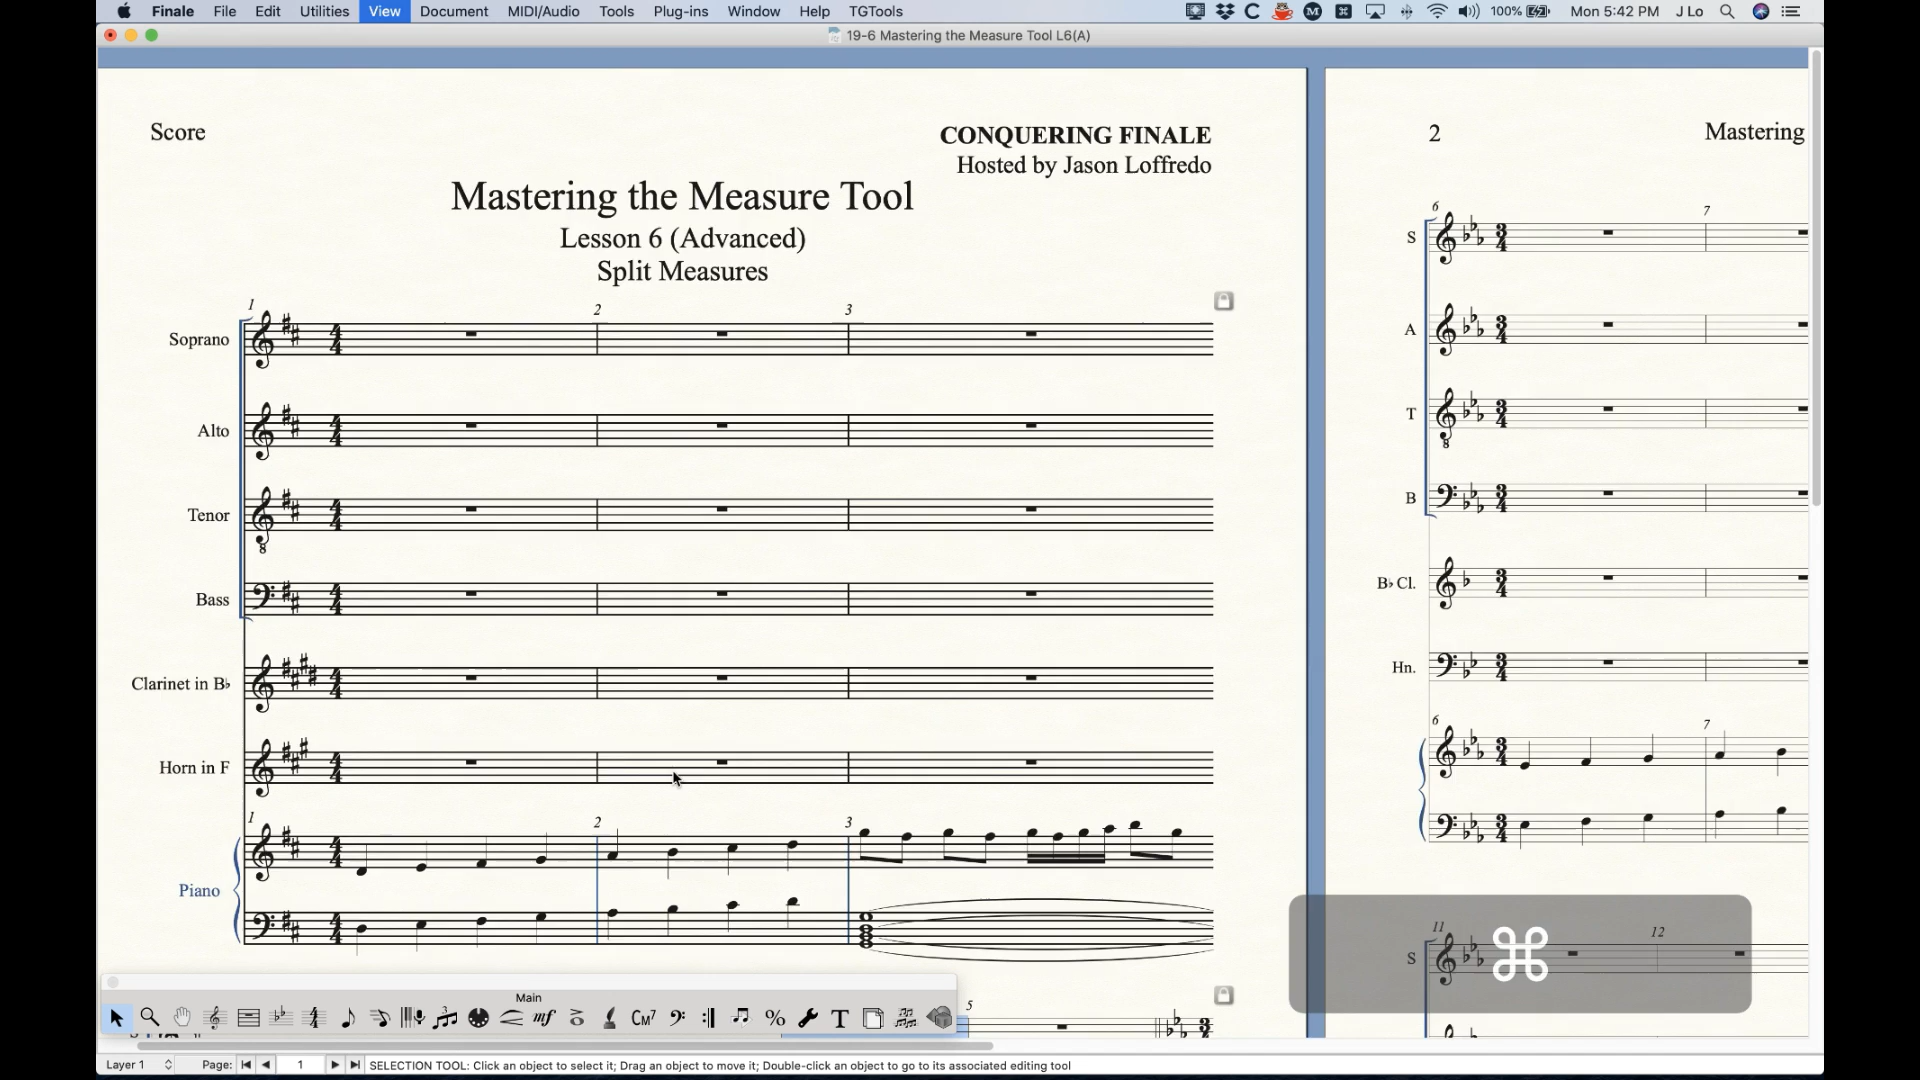 Finale File Edit Utilities View Document MIDI/Audio Tools Plug-ins Window Help TGTools 100% Mon 5:42 PM J Lo
19-6 Mastering the Measure Tool L6(A)
Score
CONQUERING FINALE
Hosted by Jason Loffredo
Mastering the Measure Tool
Lesson 6 (Advanced)
Split Measures
1 2 3
Soprano
Alto
Tenor
8
Bass
Clarinet in B♭
Horn in F
1 2 3
Piano
2 Mastering
6 7
S
A
T
8
B
B♭ Cl.
Hn.
6 7
11 12
S
5
Main
Layer 1 Page: 1 SELECTION TOOL: Click an object to select it; Drag an object to move it; Double-click an object to go to its associated editing tool